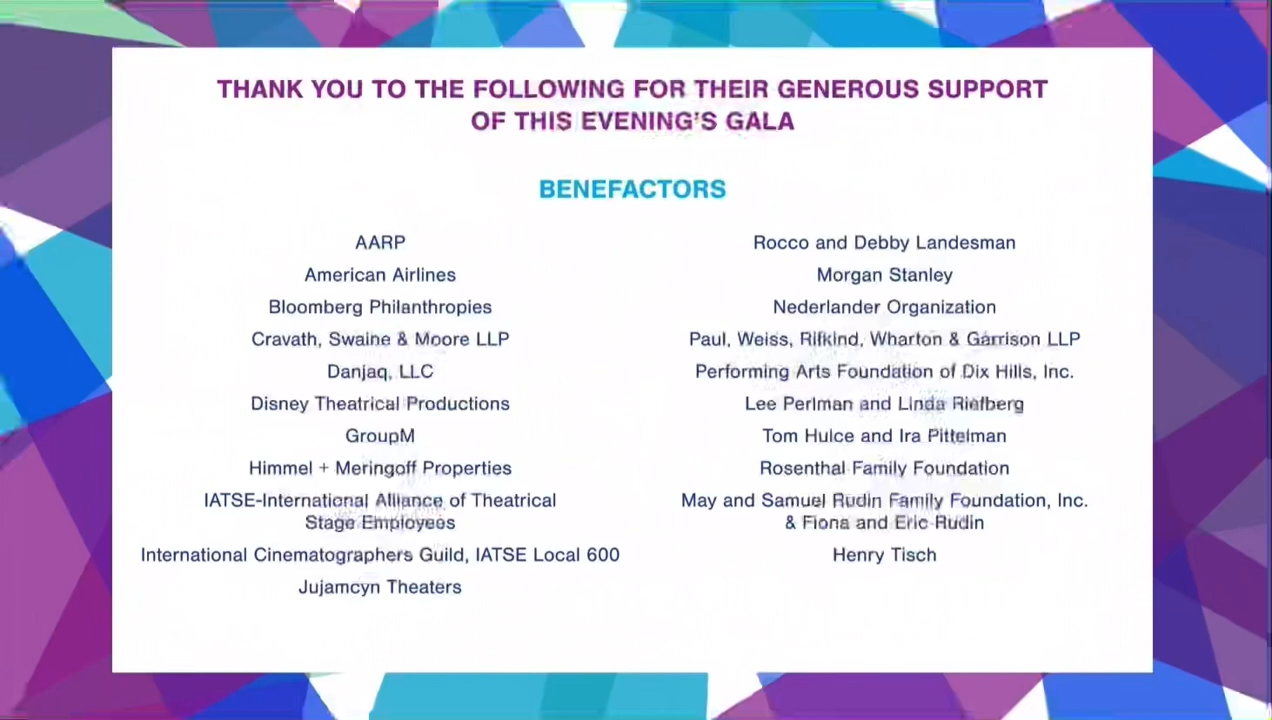 THANK YOU TO THE FOLLOWING FOR THEIR GENEROUS SUPPORT
OF THIS EVENING'S GALA
BENEFACTORS
AARP
American Airlines
Bloomberg Philanthropies
Cravath, Swaine & Moore LLP
Danjaq, LLC
Disney Theatrical Productions
GroupM
Himmel + Meringoff Properties
IATSE-International Alliance of Theatrical
Stage Employees
International Cinematographers Guild, IATSE Local 600
Jujamcyn Theaters
Rocco and Debby Landesman
Morgan Stanley
Nederlander Organization
Paul, Weiss, Rifkind, Wharton & Garrison LLP
Performing Arts Foundation of Dix Hills, Inc.
Lee Perlman and Linda Riefberg
Tom Hulce and Ira Pittelman
Rosenthal Family Foundation
May and Samuel Rudin Family Foundation, Inc.
& Fiona and Eric Rudin
Henry Tisch